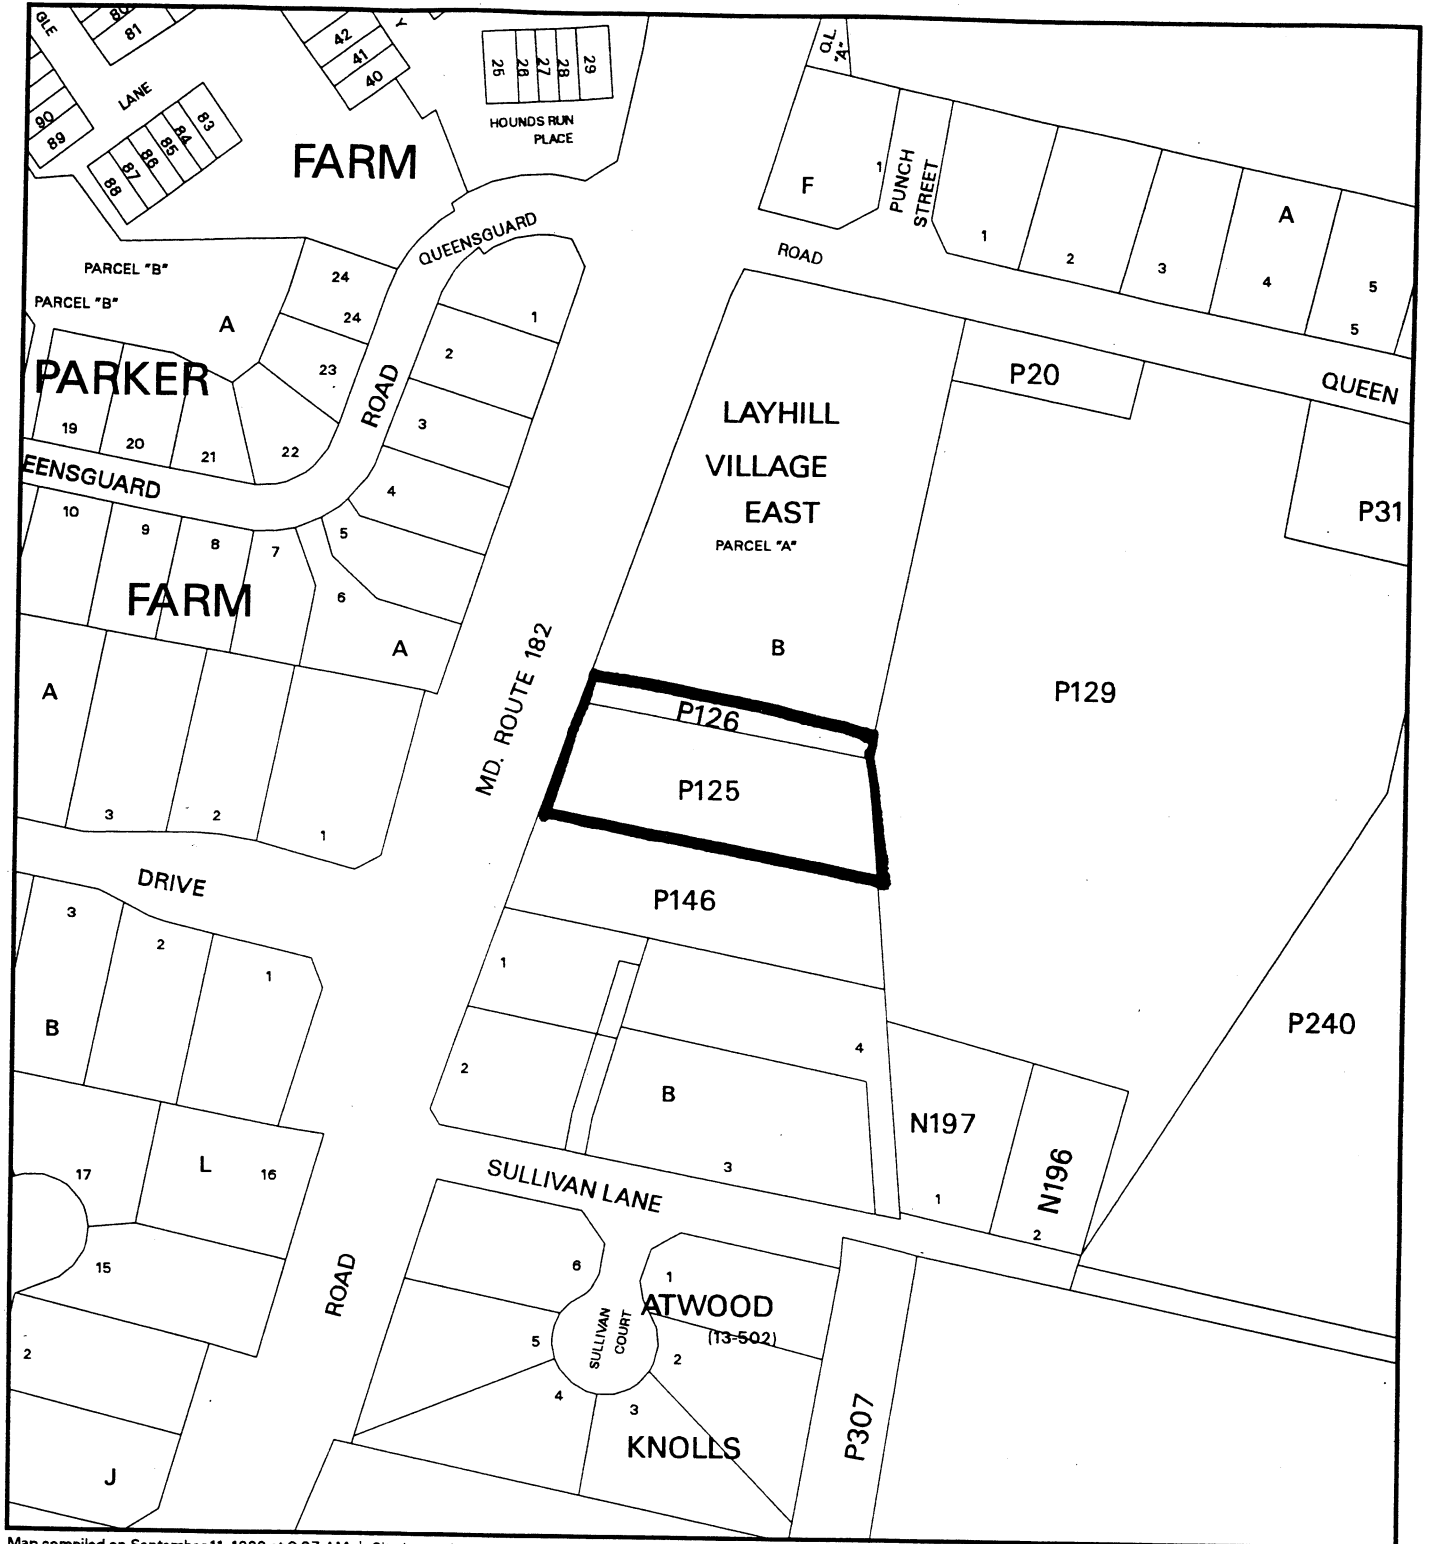 GLE
80
81
42
41
40
Y
25
26
27
28
29
O.L.
"A"
90
89
LANE
83
84
85
86
87
88
HOUNDS RUN
PLACE
FARM
F
1
PUNCH
STREET
1
2
3
A
4
5
5
QUEENSGUARD
ROAD
PARCEL "B"
PARCEL "B"
A
24
24
23
1
2
3
4
5
6
A
PARKER
19
20
21
22
ROAD
EENSGUARD
10
9
8
7
FARM
LAYHILL
VILLAGE
EAST
PARCEL "A"
B
P20
QUEEN
P31
P129
MD. ROUTE 182
P126
P125
P146
A
3
2
1
DRIVE
3
2
1
B
1
2
4
B
3
P240
N197
1
N196
2
17
L
16
15
SULLIVAN LANE
ROAD
6
5
4
SULLIVAN
COURT
1
ATWOOD
(13-502)
2
3
KNOLLS
P307
2
J